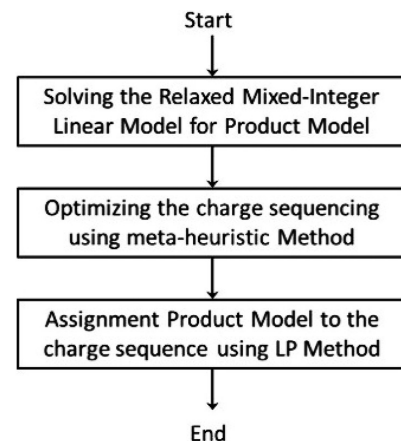 Start
Solving the Relaxed Mixed-Integer
Linear Model for Product Model
Optimizing the charge sequencing
using meta-heuristic Method
Assignment Product Model to the
charge sequence using LP Method
End